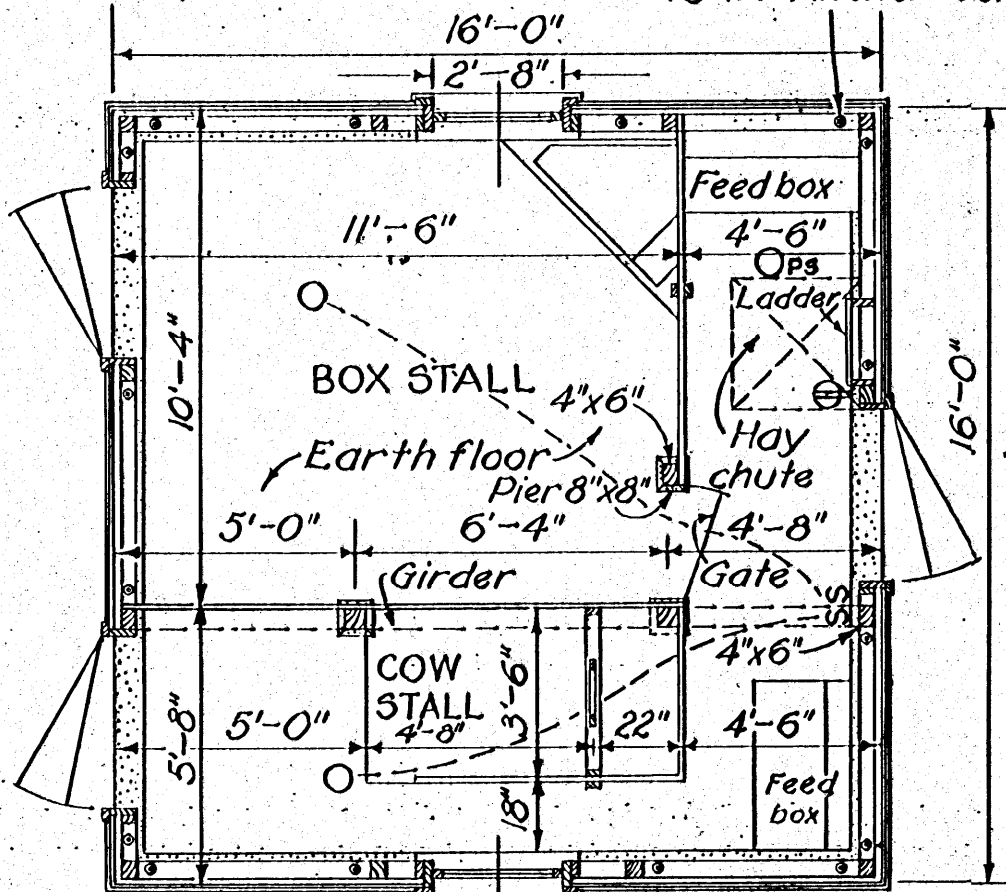 16'-0"
2'-8"
Feed box
11'-6"
4'-6"
PS
Ladder
10'-4"
16'-0"
BOX STALL
4"x6"
Hay
chute
Earth floor
Pier 8"x8"
5'-0"
6'-4"
4'-8"
Girder
Gate
SS
4"x6"
COW
STALL
3'-6"
5'-8"
5'-0"
4'-8"
22"
4'-6"
18"
Feed
box